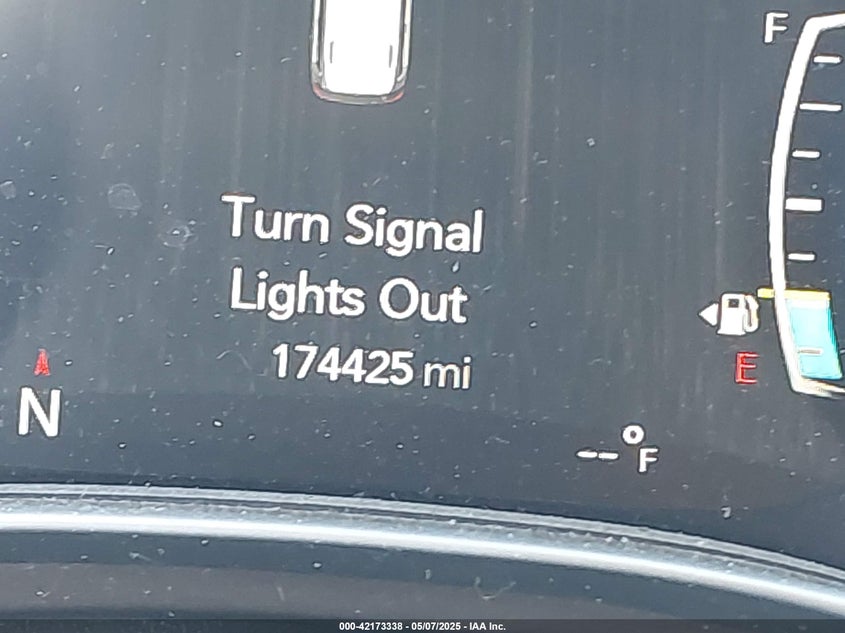 F
Turn Signal
Lights Out
174425 mi
E
N
--°F
000-42173338 - 05/07/2025 - IAA Inc.